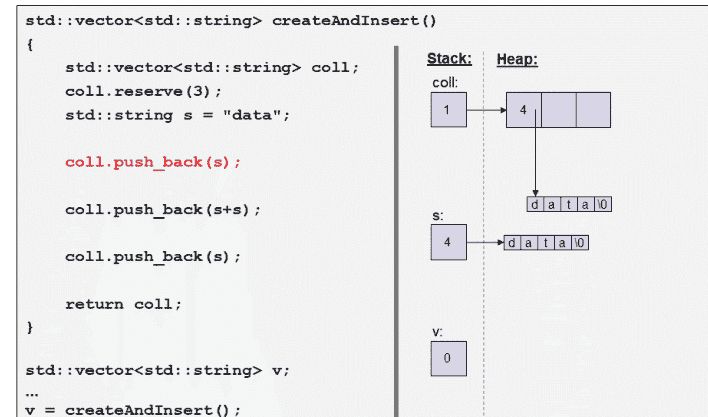 std::vector<std::string> createAndInsert()
{
std::vector<std::string> coll;
coll.reserve(3);
std::string s = "data";
coll.push_back(s);
coll.push_back(s+s);
coll.push_back(s);
return coll;
}
std::vector<std::string> v;
...
v = createAndInsert();
Stack: Heap:
coll:
1 4
d a t a \0
s:
4 d a t a \0
v:
0